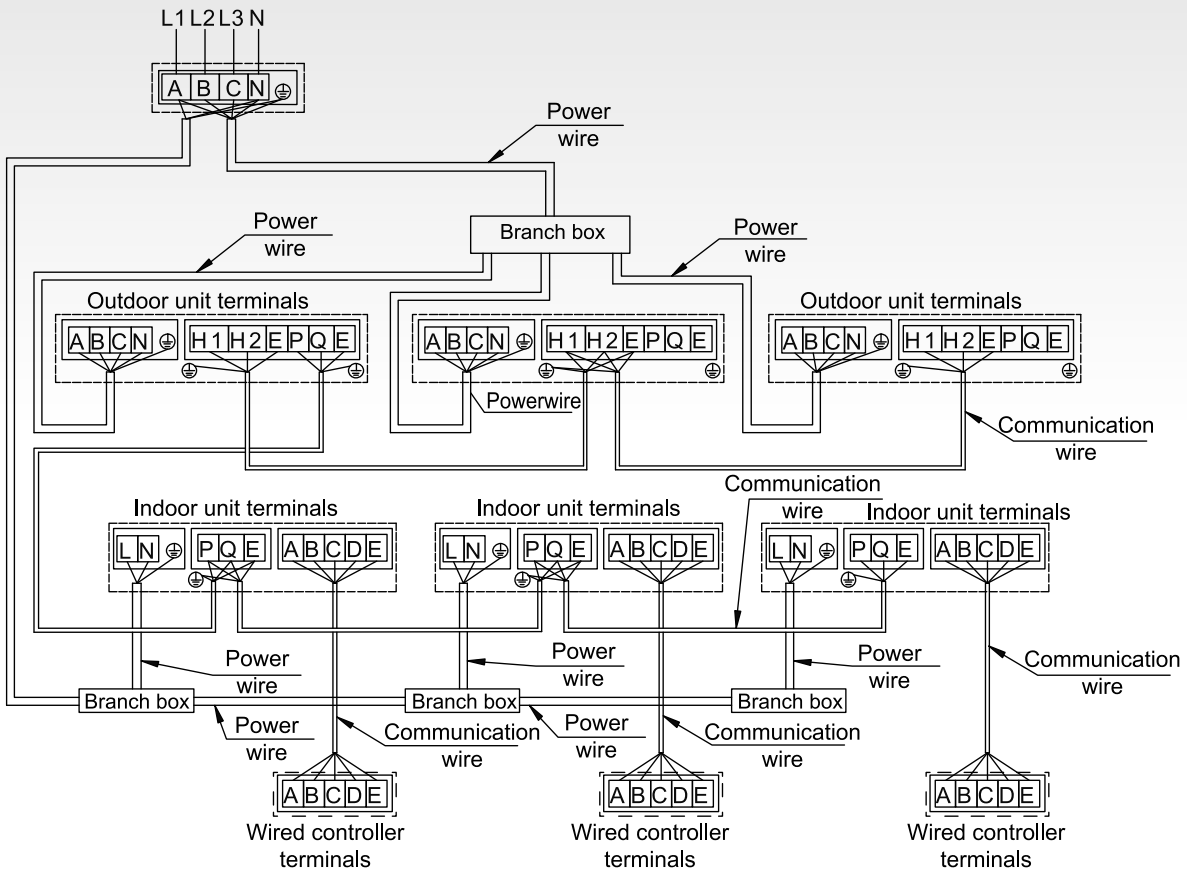 L1 L2 L3 N
A B C N
Power
wire
Branch box
Power
wire
Power
wire
Outdoor unit terminals
Outdoor unit terminals
A B C N
H1 H2 E P Q E
A B C N
H1 H2 E P Q E
A B C N
H1 H2 E P Q E
Powerwire
Communication
wire
Communication
wire
Indoor unit terminals
Indoor unit terminals
Indoor unit terminals
L N
P Q E
A B C D E
L N
P Q E
A B C D E
L N
P Q E
A B C D E
Power
wire
Power
wire
Power
wire
Communication
wire
Branch box
Branch box
Branch box
Power
wire
Communication
wire
Power
wire
Communication
wire
A B C D E
A B C D E
A B C D E
Wired controller
terminals
Wired controller
terminals
Wired controller
terminals